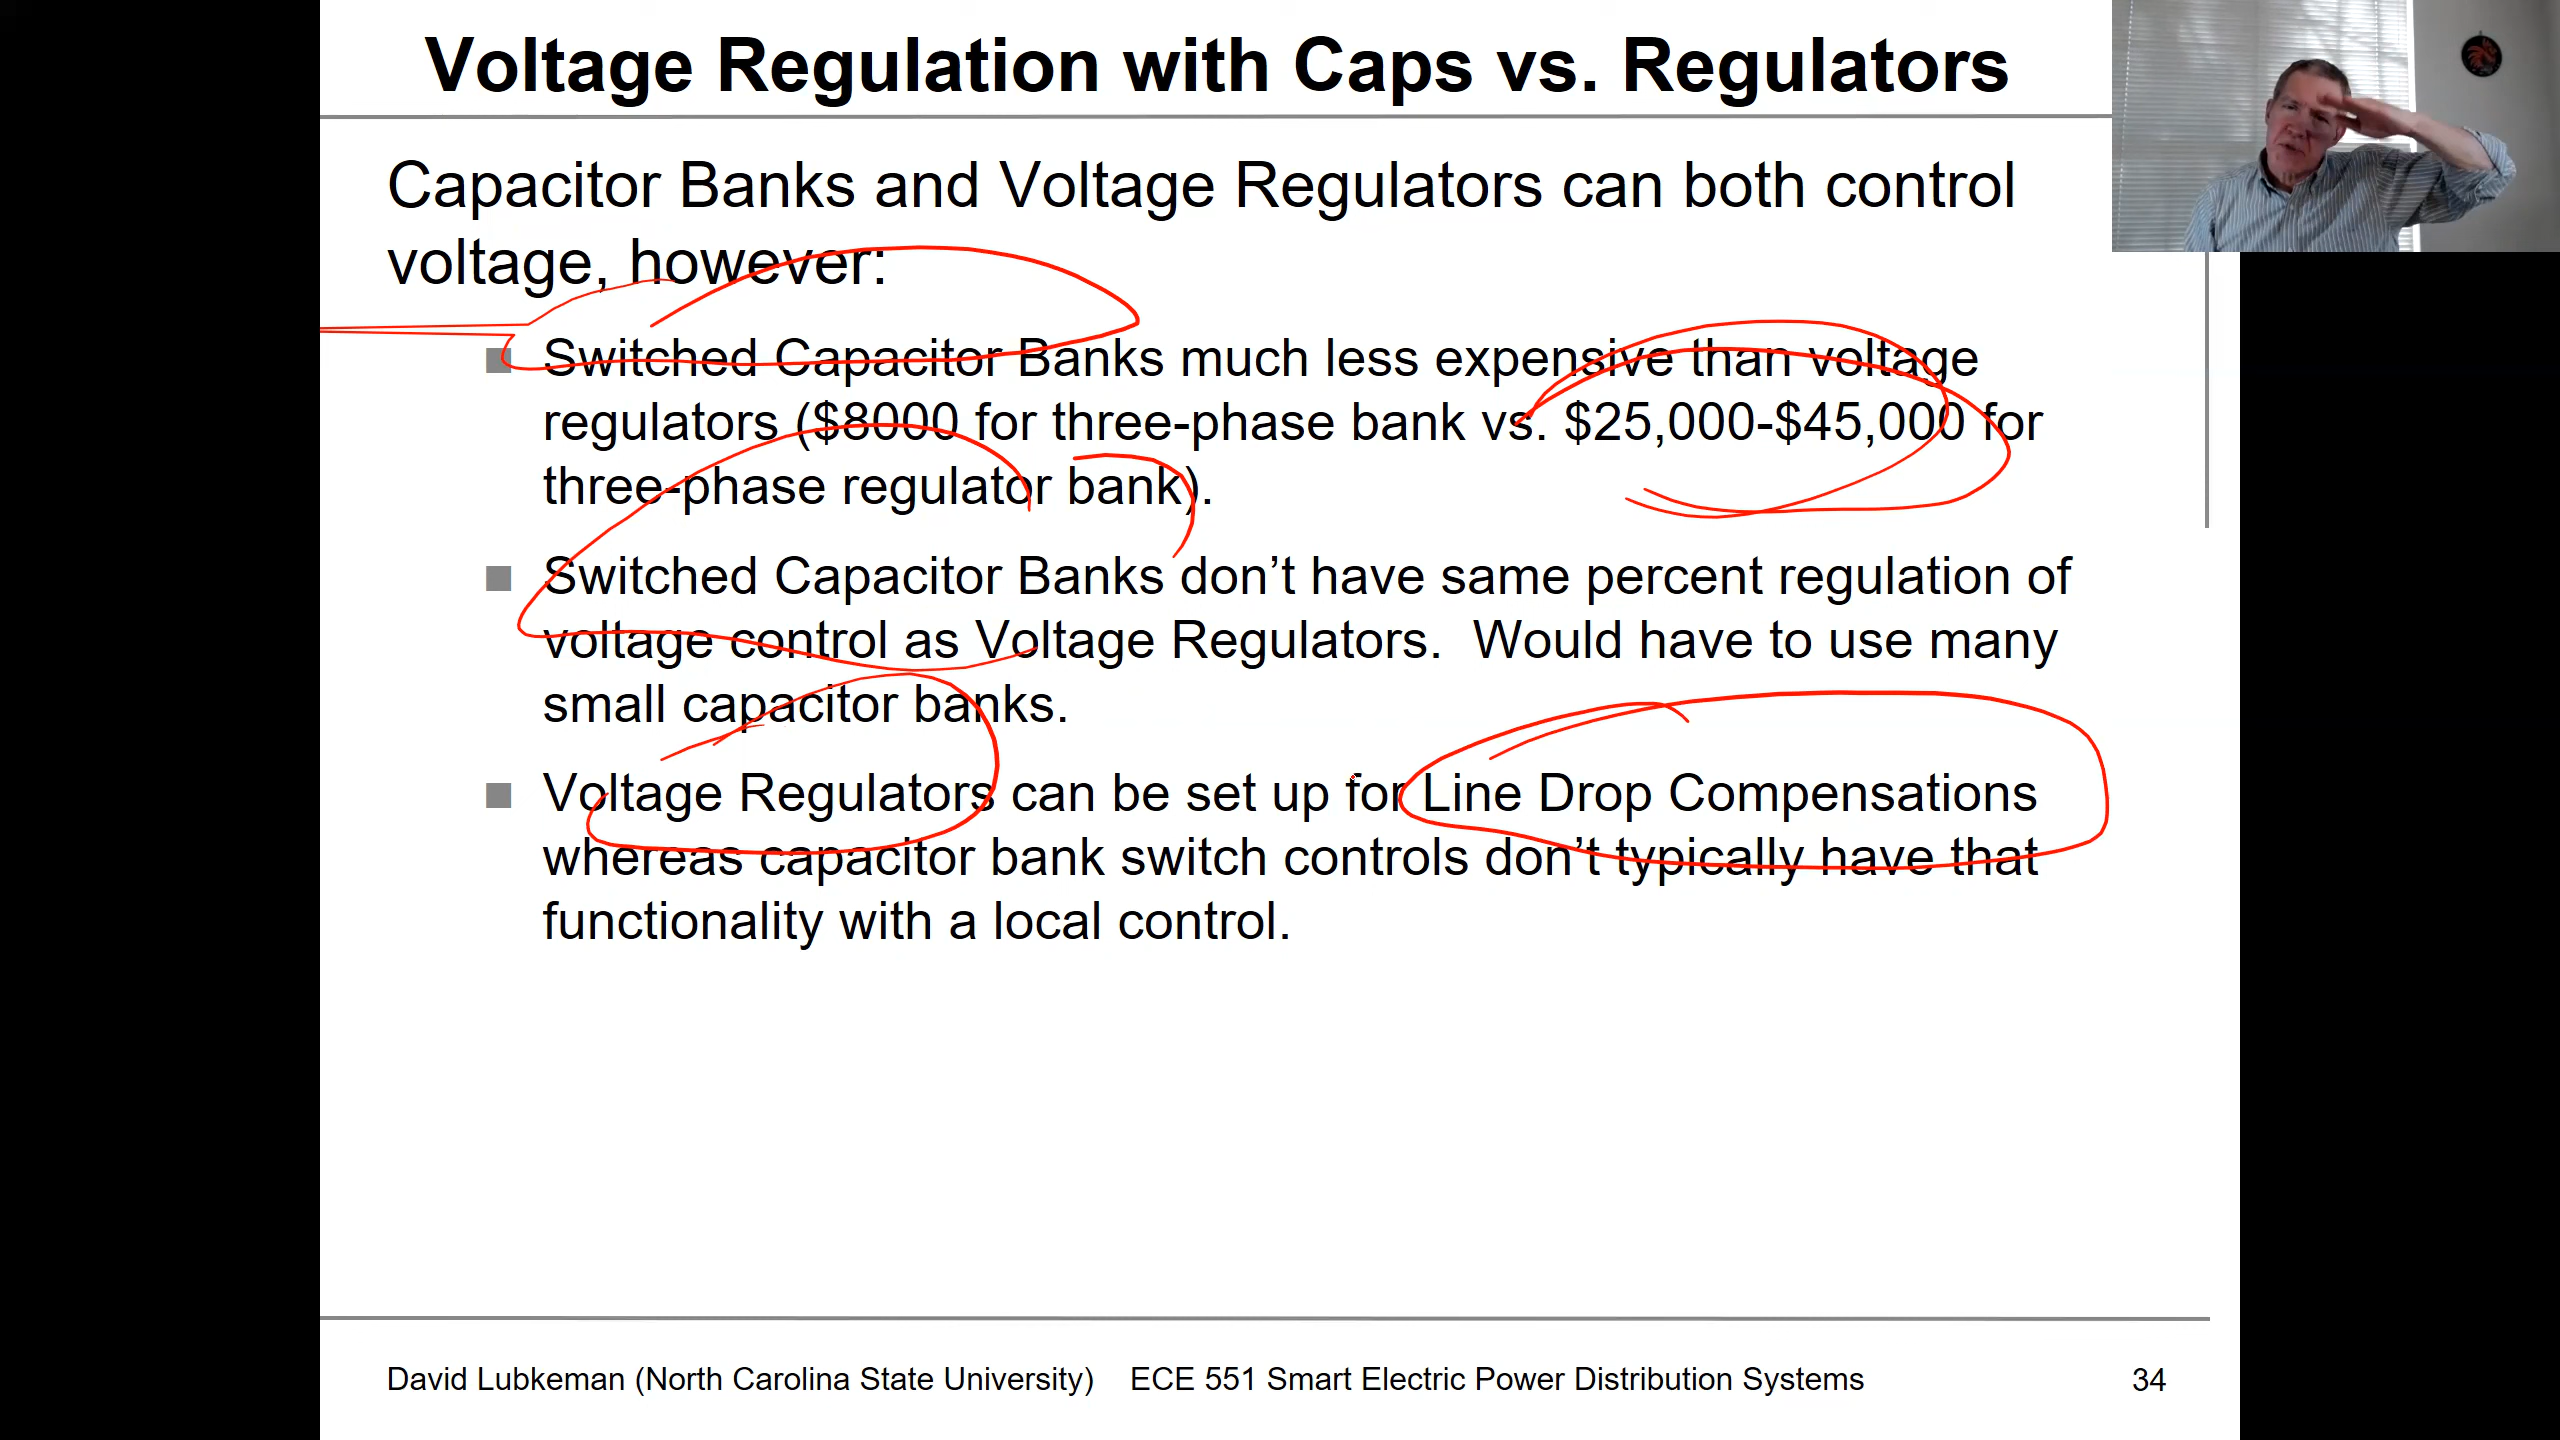 Voltage Regulation with Caps vs. Regulators
Capacitor Banks and Voltage Regulators can both control
voltage, however:
Switched Capacitor Banks much less expensive than voltage
regulators ($8000 for three-phase bank vs. $25,000-$45,000 for
three-phase regulator bank).
Switched Capacitor Banks don’t have same percent regulation of
voltage control as Voltage Regulators.  Would have to use many
small capacitor banks.
Voltage Regulators can be set up for Line Drop Compensations
whereas capacitor bank switch controls don’t typically have that
functionality with a local control.
David Lubkeman (North Carolina State University) ECE 551 Smart Electric Power Distribution Systems 34